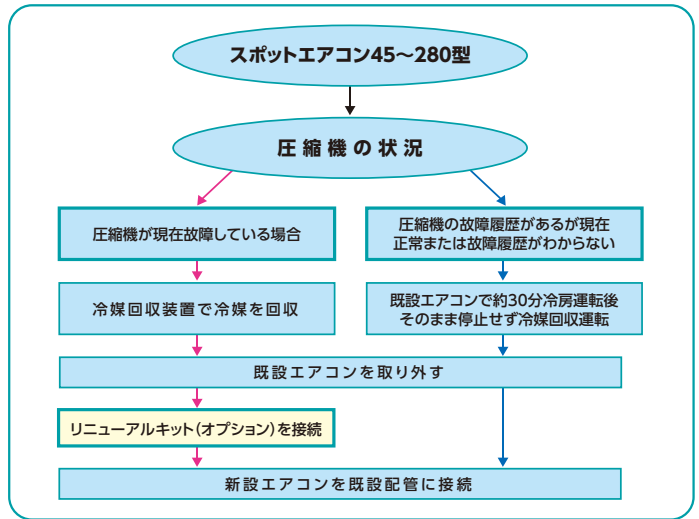 スポットエアコン45～280型
圧縮機の状況
圧縮機が現在故障している場合
圧縮機の故障履歴があるが現在
正常または故障履歴がわからない
冷媒回収装置で冷媒を回収
既設エアコンで約30分冷房運転後
そのまま停止せず冷媒回収運転
既設エアコンを取り外す
リニューアルキット(オプション)を接続
新設エアコンを既設配管に接続